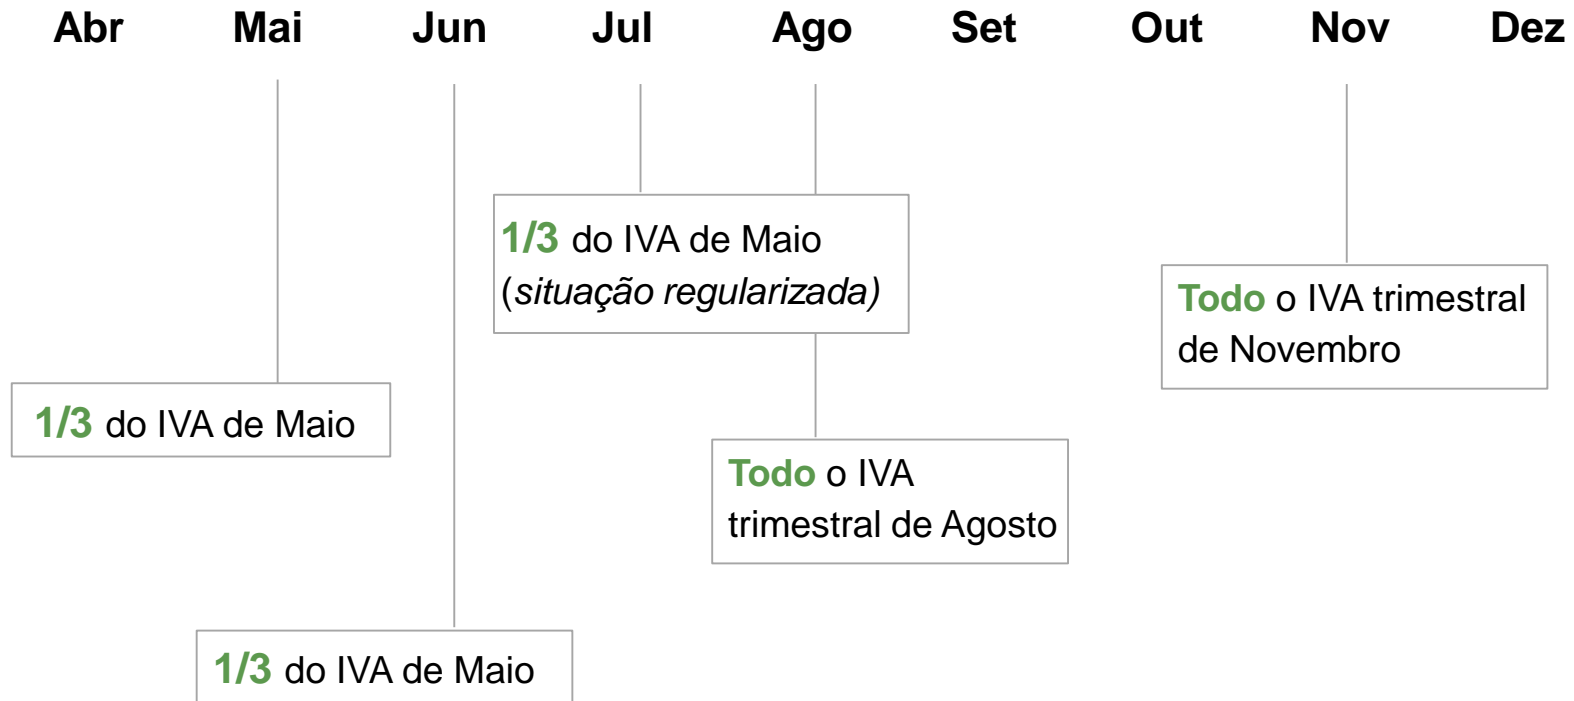 Abr Mai Jun Jul Ago Set Out Nov Dez
1/3 do IVA de Maio
(situação regularizada)
Todo o IVA trimestral
de Novembro
1/3 do IVA de Maio
Todo o IVA
trimestral de Agosto
1/3 do IVA de Maio